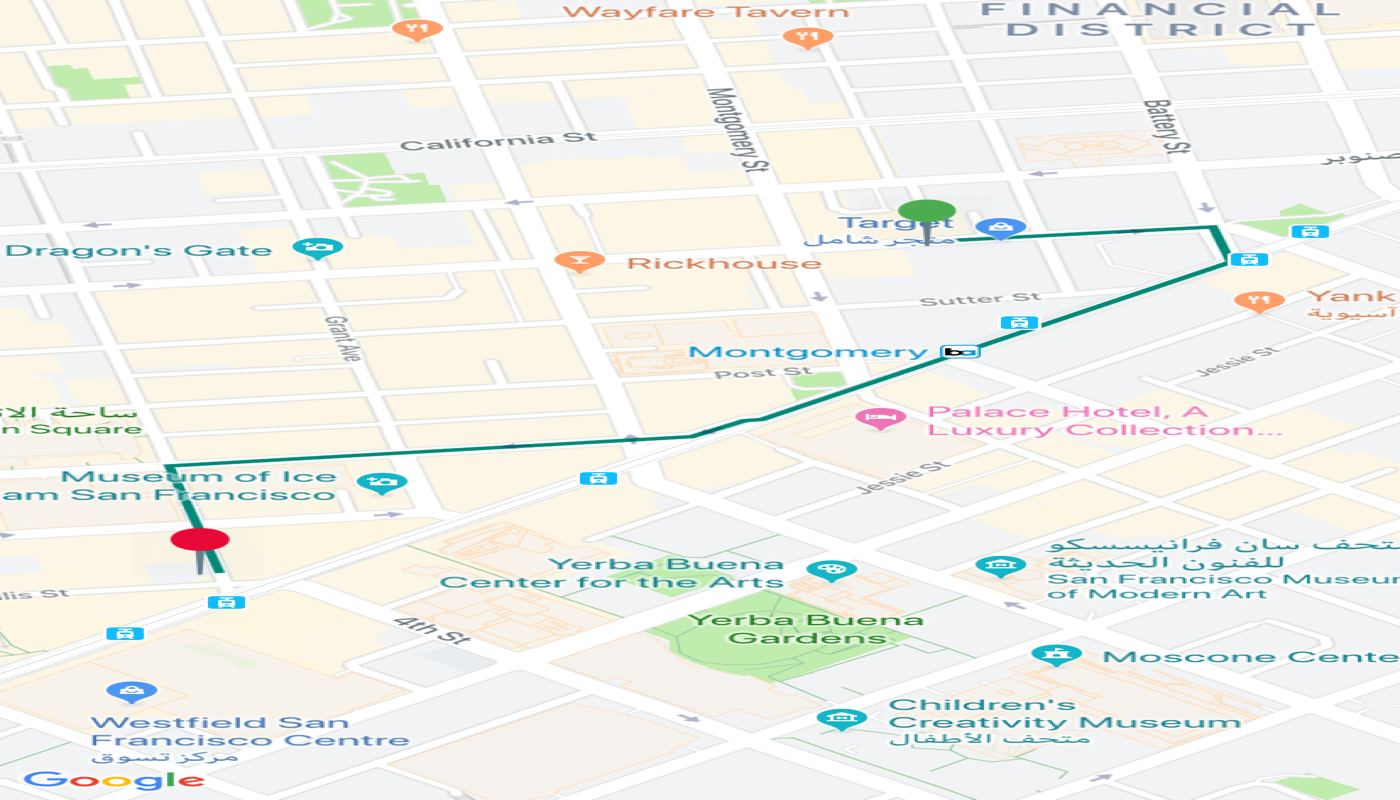 Wayfare Tavern
FINANCIAL
DISTRICT
Montgomery St
Battery St
California St
صنوبر
Target
متجر شامل
Dragon's Gate
Rickhouse
Sutter St
Yank
آسيوية
Grant Ave
Montgomery
Post St
Jessie St
ساحة الات
n Square
Palace Hotel, A
Luxury Collection...
Museum of Ice
eam San Francisco
Jessie St
Yerba Buena
Center for the Arts
متحف سان فرانيسسكو
للفنون الحديثة
San Francisco Museum
of Modern Art
llis St
4th St
Yerba Buena
Gardens
Moscone Cente
Westfield San
Francisco Centre
مركز تسوق
Children's
Creativity Museum
متحف الأطفال
Google